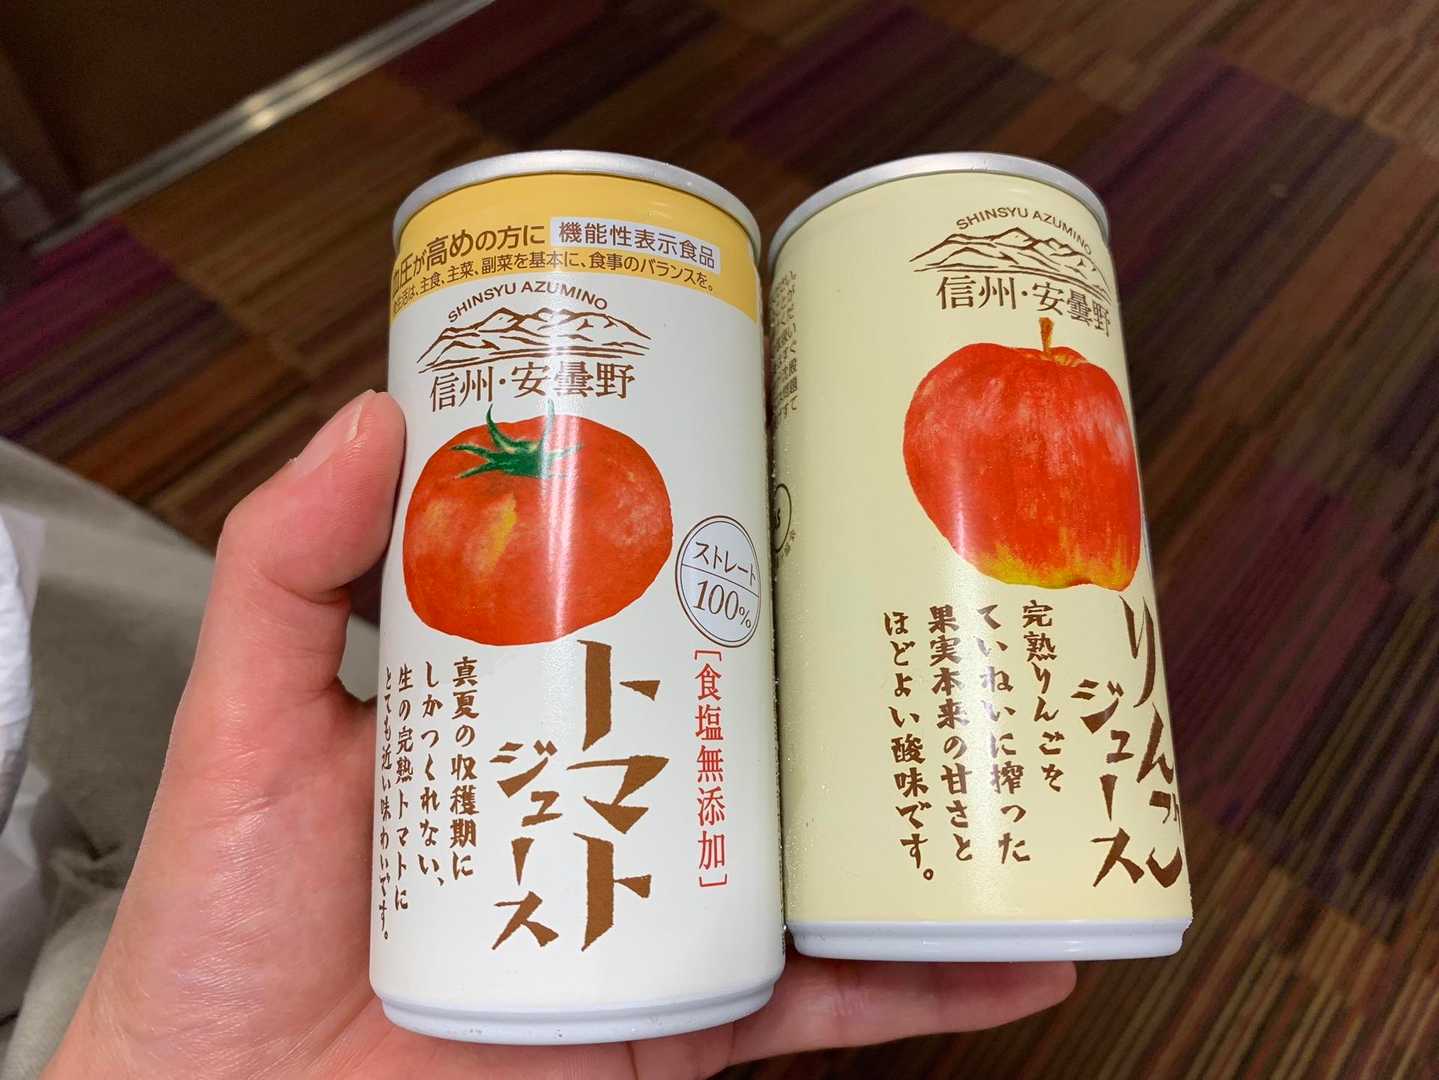 血圧が高めの方に
機能性表示食品
食生活は、主食、主菜、副菜を基本に、食事のバランスを。
SHINSYU AZUMINO
信州・安曇野
ストレート
100%
トマト
ジュース
[食塩無添加]
真夏の収穫期に
しかつくれない、
生の完熟トマトに
とても近い味わいです。
SHINSYU AZUMINO
信州・安曇野
りんご
ジュース
完熟りんごを
ていねいに搾った
果実本来の甘さと
ほどよい酸味です。